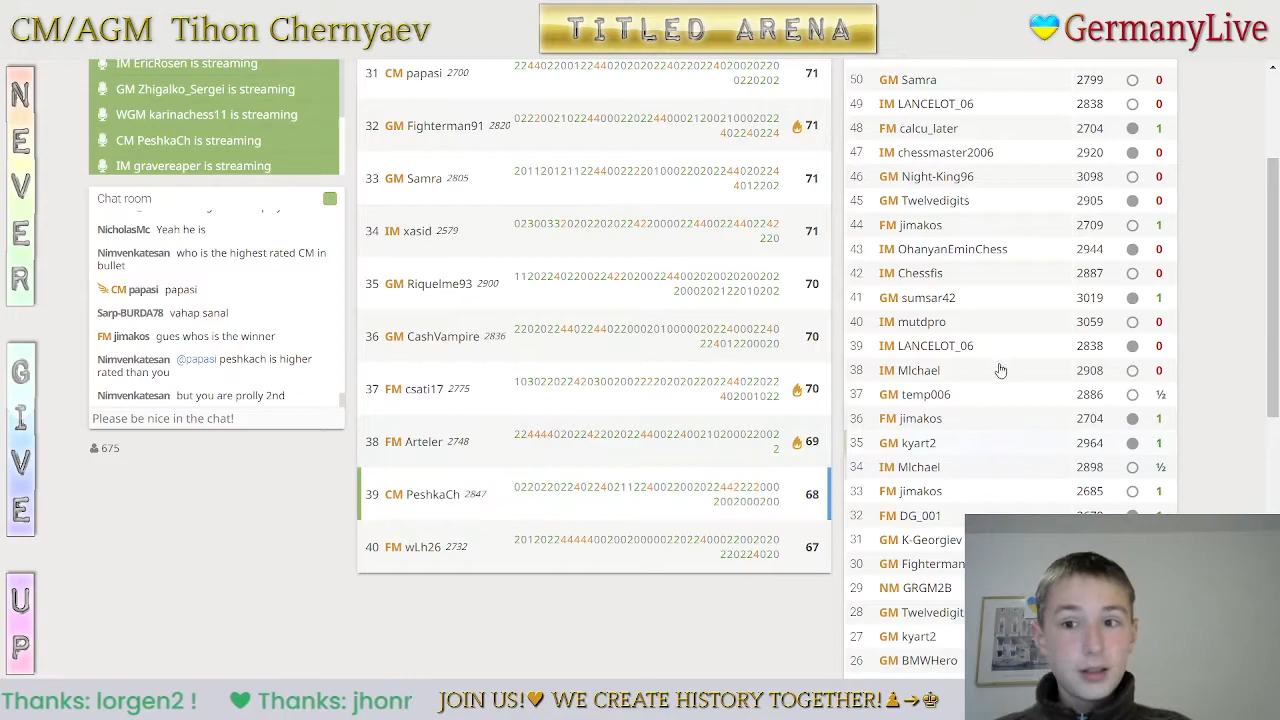 CM/AGM Tihon Chernyaev
TITLED ARENA
GermanyLive
NEVER
GIVE
UP
IM EricRosen is streaming
GM Zhigalko_Sergei is streaming
WGM karinachess11 is streaming
CM PeshkaCh is streaming
IM gravereaper is streaming
Chat room
NicholasMc Yeah he is
Nimvenkatesan who is the highest rated CM in
bullet
CM papasi papasi
Sarp-BURDA78 vahap sanal
FM jimakos gues whos is the winner
Nimvenkatesan @papasi peshkach is higher
rated than you
Nimvenkatesan but you are prolly 2nd
Please be nice in the chat!
675
31 CM papasi 2700 71
32 GM Fighterman91 2820 71
33 GM Samra 2805 71
34 IM xasid 2579 71
35 GM Riquelme93 2900 70
36 GM CashVampire 2836 70
37 FM csati17 2775 70
38 FM Arteler 2748 69
39 CM PeshkaCh 2847 68
40 FM wLh26 2732 67
50 GM Samra 2799 0
49 IM LANCELOT_06 2838 0
48 FM caicu_later 2704 1
47 IM chessmaster2006 2920 0
46 GM Night-King96 3098 0
45 GM Twelvedigits 2905 0
44 FM jimakos 2709 1
43 IM OhanyanEminChess 2944 0
42 IM Chessfis 2887 0
41 GM sumsar42 3019 1
40 IM mutdpro 3059 0
39 IM LANCELOT_06 2838 0
38 IM MIchael 2908 0
37 GM temp006 2886 ½
36 FM jimakos 2704 1
35 GM kyart2 2964 1
34 IM MIchael 2898 ½
33 FM jimakos 2685 1
32 FM DG_001
31 GM K-Georgiev
30 GM Fighterman
29 NM GRGM2B
28 GM Twelvedigit
27 GM kyart2
26 GM BMWHero
Thanks: lorgen2 ! Thanks: jhonr JOIN US! WE CREATE HISTORY TOGETHER!